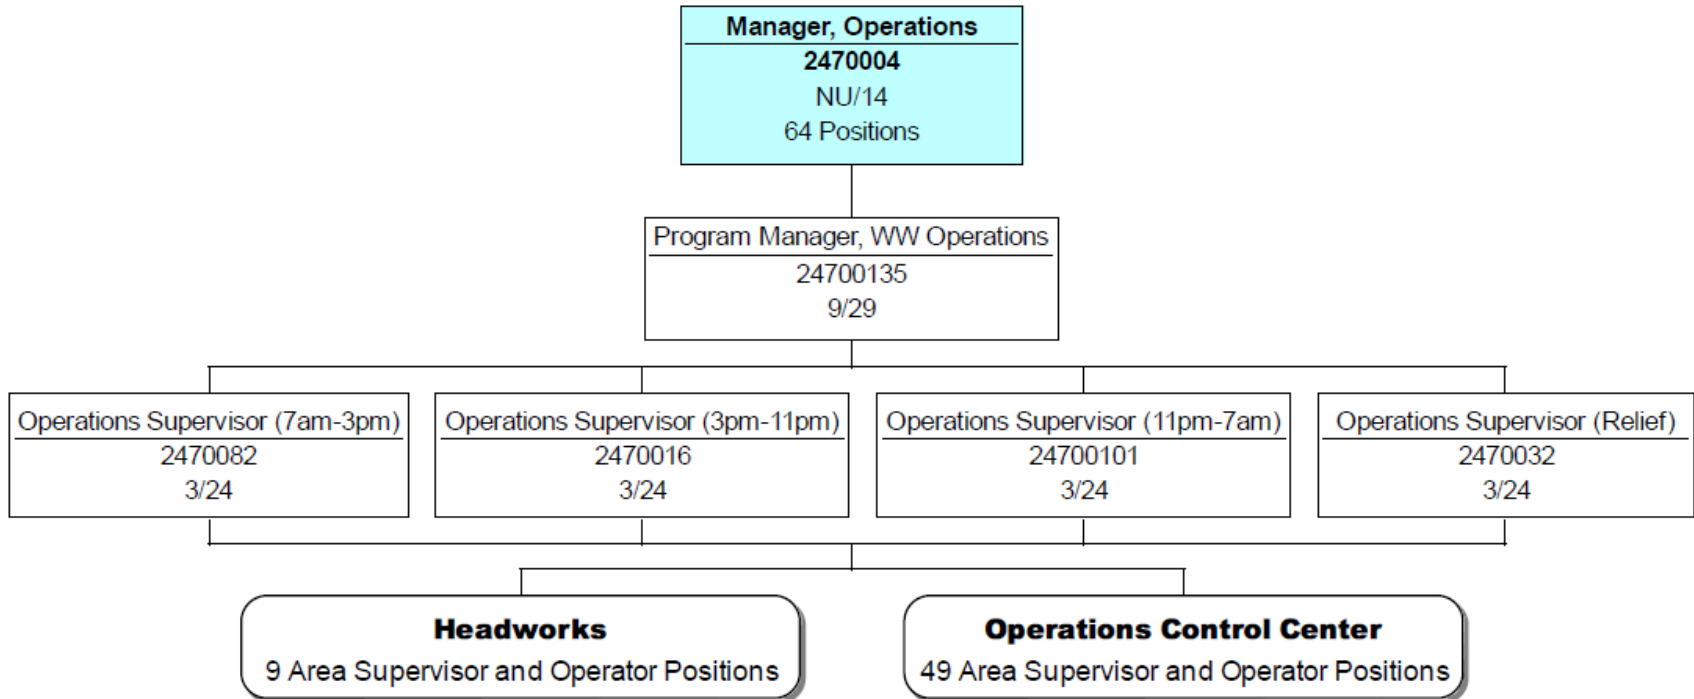 Manager, Operations
2470004
NU/14
64 Positions
Program Manager, WW Operations
24700135
9/29
Operations Supervisor (7am-3pm)
2470082
3/24
Operations Supervisor (3pm-11pm)
2470016
3/24
Operations Supervisor (11pm-7am)
24700101
3/24
Operations Supervisor (Relief)
2470032
3/24
Headworks
9 Area Supervisor and Operator Positions
Operations Control Center
49 Area Supervisor and Operator Positions